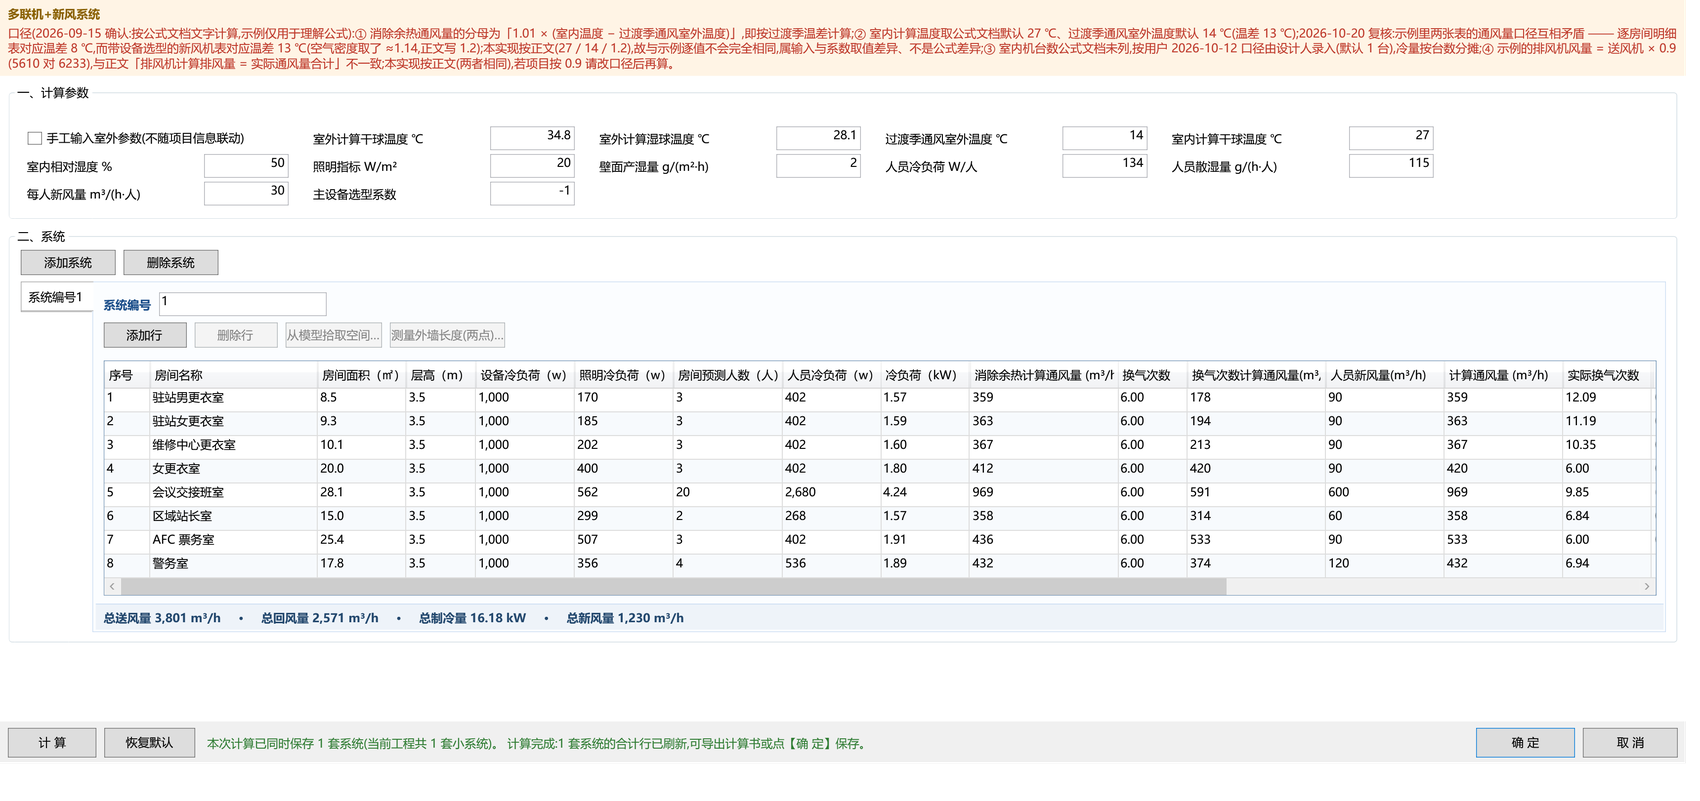 多联机+新风系统
口径(2026-09-15 确认:按公式文档文字计算,示例仅用于理解公式):① 消除余热通风量的分母为「1.01 × (室内温度 − 过渡季通风室外温度)」,即按过渡季温差计算;② 室内计算温度取公式文档默认 27 ℃、过渡季通风室外温度默认 14 ℃(温差 13 ℃);2026-10-20 复核:示例里两张表的通风量口径互相矛盾 —— 逐房间明细
表对应温差 8 ℃,而带设备选型的新风机表对应温差 13 ℃(空气密度取了 ≈1.14,正文写 1.2);本实现按正文(27 / 14 / 1.2),故与示例逐值不会完全相同,属输入与系数取值差异、不是公式差异;③ 室内机台数公式文档未列,按用户 2026-10-12 口径由设计人录入(默认 1 台),冷量按台数分摊;④ 示例的排风机风量 = 送风机 × 0.9
(5610 对 6233),与正文「排风机计算排风量 = 实际通风量合计」不一致;本实现按正文(两者相同),若项目按 0.9 请改口径后再算。
一、计算参数
手工输入室外参数(不随项目信息联动) 室外计算干球温度 ℃ 34.8 室外计算湿球温度 ℃ 28.1 过渡季通风室外温度 ℃ 14 室内计算干球温度 ℃ 27
室内相对湿度 % 50 照明指标 W/m² 20 壁面产湿量 g/(m²·h) 2 人员冷负荷 W/人 134 人员散湿量 g/(h·人) 115
每人新风量 m³/(h·人) 30 主设备选型系数 -1
二、系统
添加系统 删除系统
系统编号1 系统编号 1
添加行 删除行 从模型拾取空间... 测量外墙长度(两点)...
序号 房间名称 房间面积（㎡） 层高（m） 设备冷负荷（w） 照明冷负荷（w） 房间预测人数（人） 人员冷负荷（w） 冷负荷（kW） 消除余热计算通风量 (m³/h 换气次数 换气次数计算通风量(m³, 人员新风量(m³/h) 计算通风量 (m³/h) 实际换气次数
1 驻站男更衣室 8.5 3.5 1,000 170 3 402 1.57 359 6.00 178 90 359 12.09
2 驻站女更衣室 9.3 3.5 1,000 185 3 402 1.59 363 6.00 194 90 363 11.19
3 维修中心更衣室 10.1 3.5 1,000 202 3 402 1.60 367 6.00 213 90 367 10.35
4 女更衣室 20.0 3.5 1,000 400 3 402 1.80 412 6.00 420 90 420 6.00
5 会议交接班室 28.1 3.5 1,000 562 20 2,680 4.24 969 6.00 591 600 969 9.85
6 区域站长室 15.0 3.5 1,000 299 2 268 1.57 358 6.00 314 60 358 6.84
7 AFC 票务室 25.4 3.5 1,000 507 3 402 1.91 436 6.00 533 90 533 6.00
8 警务室 17.8 3.5 1,000 356 4 536 1.89 432 6.00 374 120 432 6.94
总送风量 3,801 m³/h • 总回风量 2,571 m³/h • 总制冷量 16.18 kW • 总新风量 1,230 m³/h
计 算 恢复默认 本次计算已同时保存 1 套系统(当前工程共 1 套小系统)。 计算完成:1 套系统的合计行已刷新,可导出计算书或点【确 定】保存。 确 定 取 消